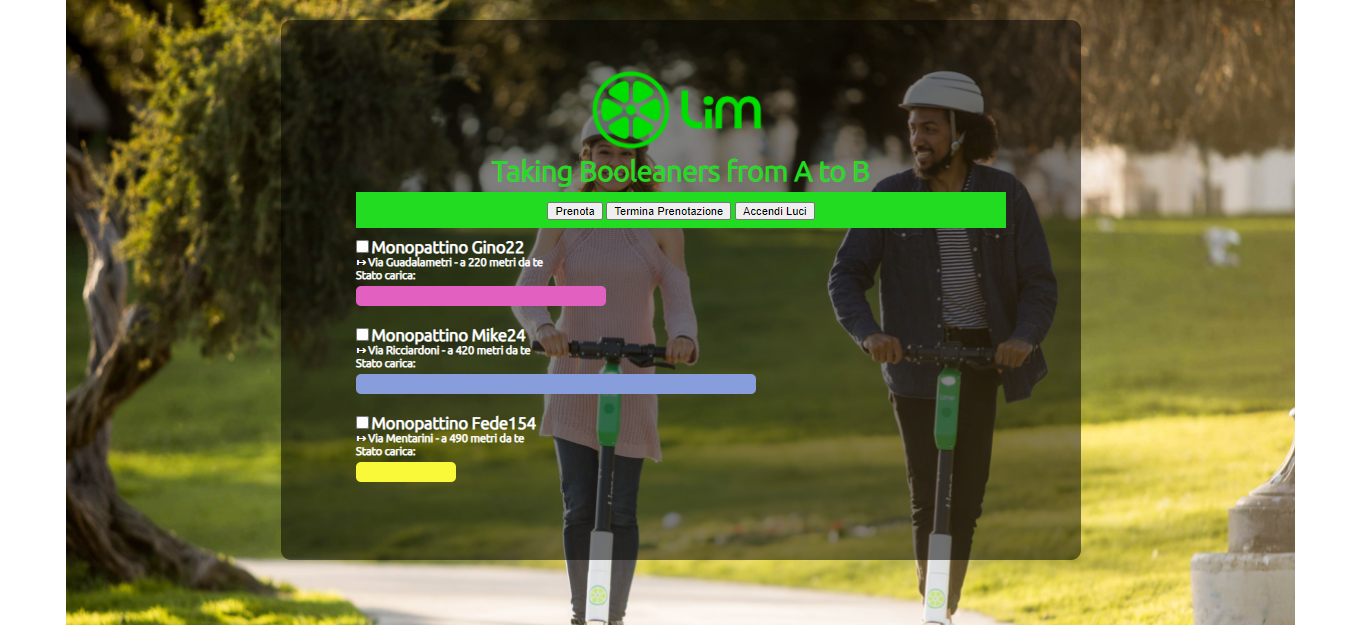 Lim
Taking Booleaners from A to B
Prenota Termina Prenotazione Accendi Luci
Monopattino Gino22
↦ Via Guadalametri - a 220 metri da te
Stato carica:
Monopattino Mike24
↦ Via Ricciardoni - a 420 metri da te
Stato carica:
Monopattino Fede154
↦ Via Mentarini - a 490 metri da te
Stato carica: